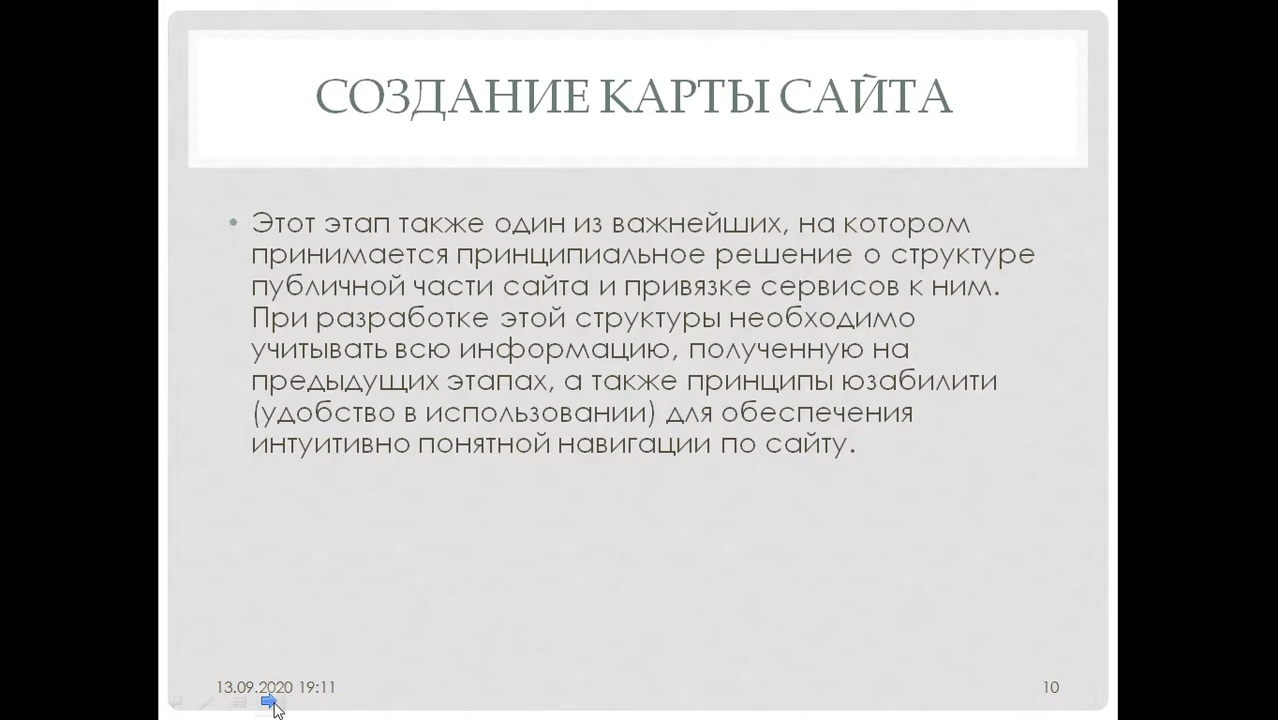 СОЗДАНИЕ КАРТЫ САЙТА
• Этот этап также один из важнейших, на котором
принимается принципиальное решение о структуре
публичной части сайта и привязке сервисов к ним.
При разработке этой структуры необходимо
учитывать всю информацию, полученную на
предыдущих этапах, а также принципы юзабилити
(удобство в использовании) для обеспечения
интуитивно понятной навигации по сайту.
13.09.2020 19:11
10